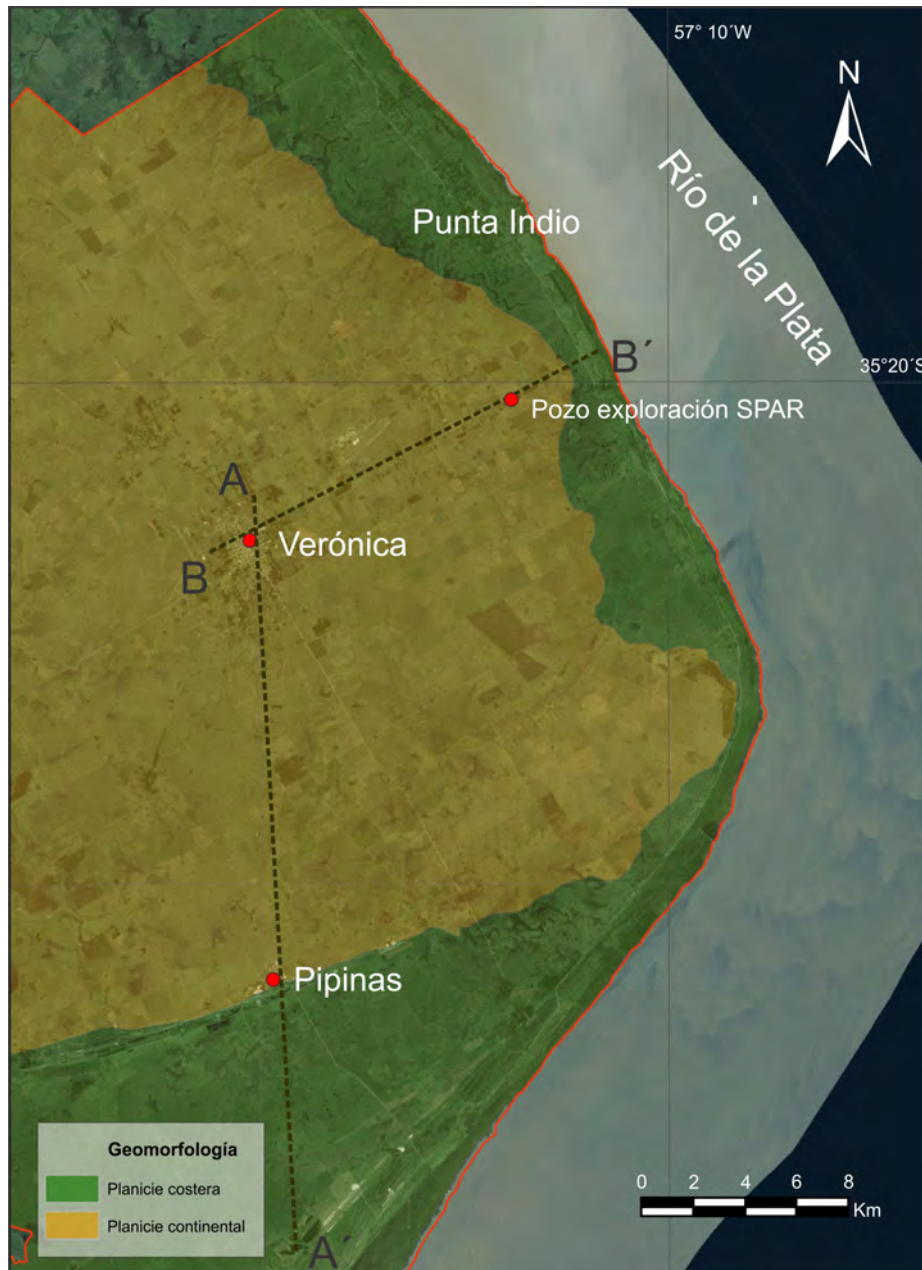 57° 10´W
N
Río de la Plata
Punta Indio
B´
35°20´S
Pozo exploración SPAR
A
Verónica
B
Pipinas
Geomorfología
Planicie costera
Planicie continental
0 2 4 6 8
Km
A´